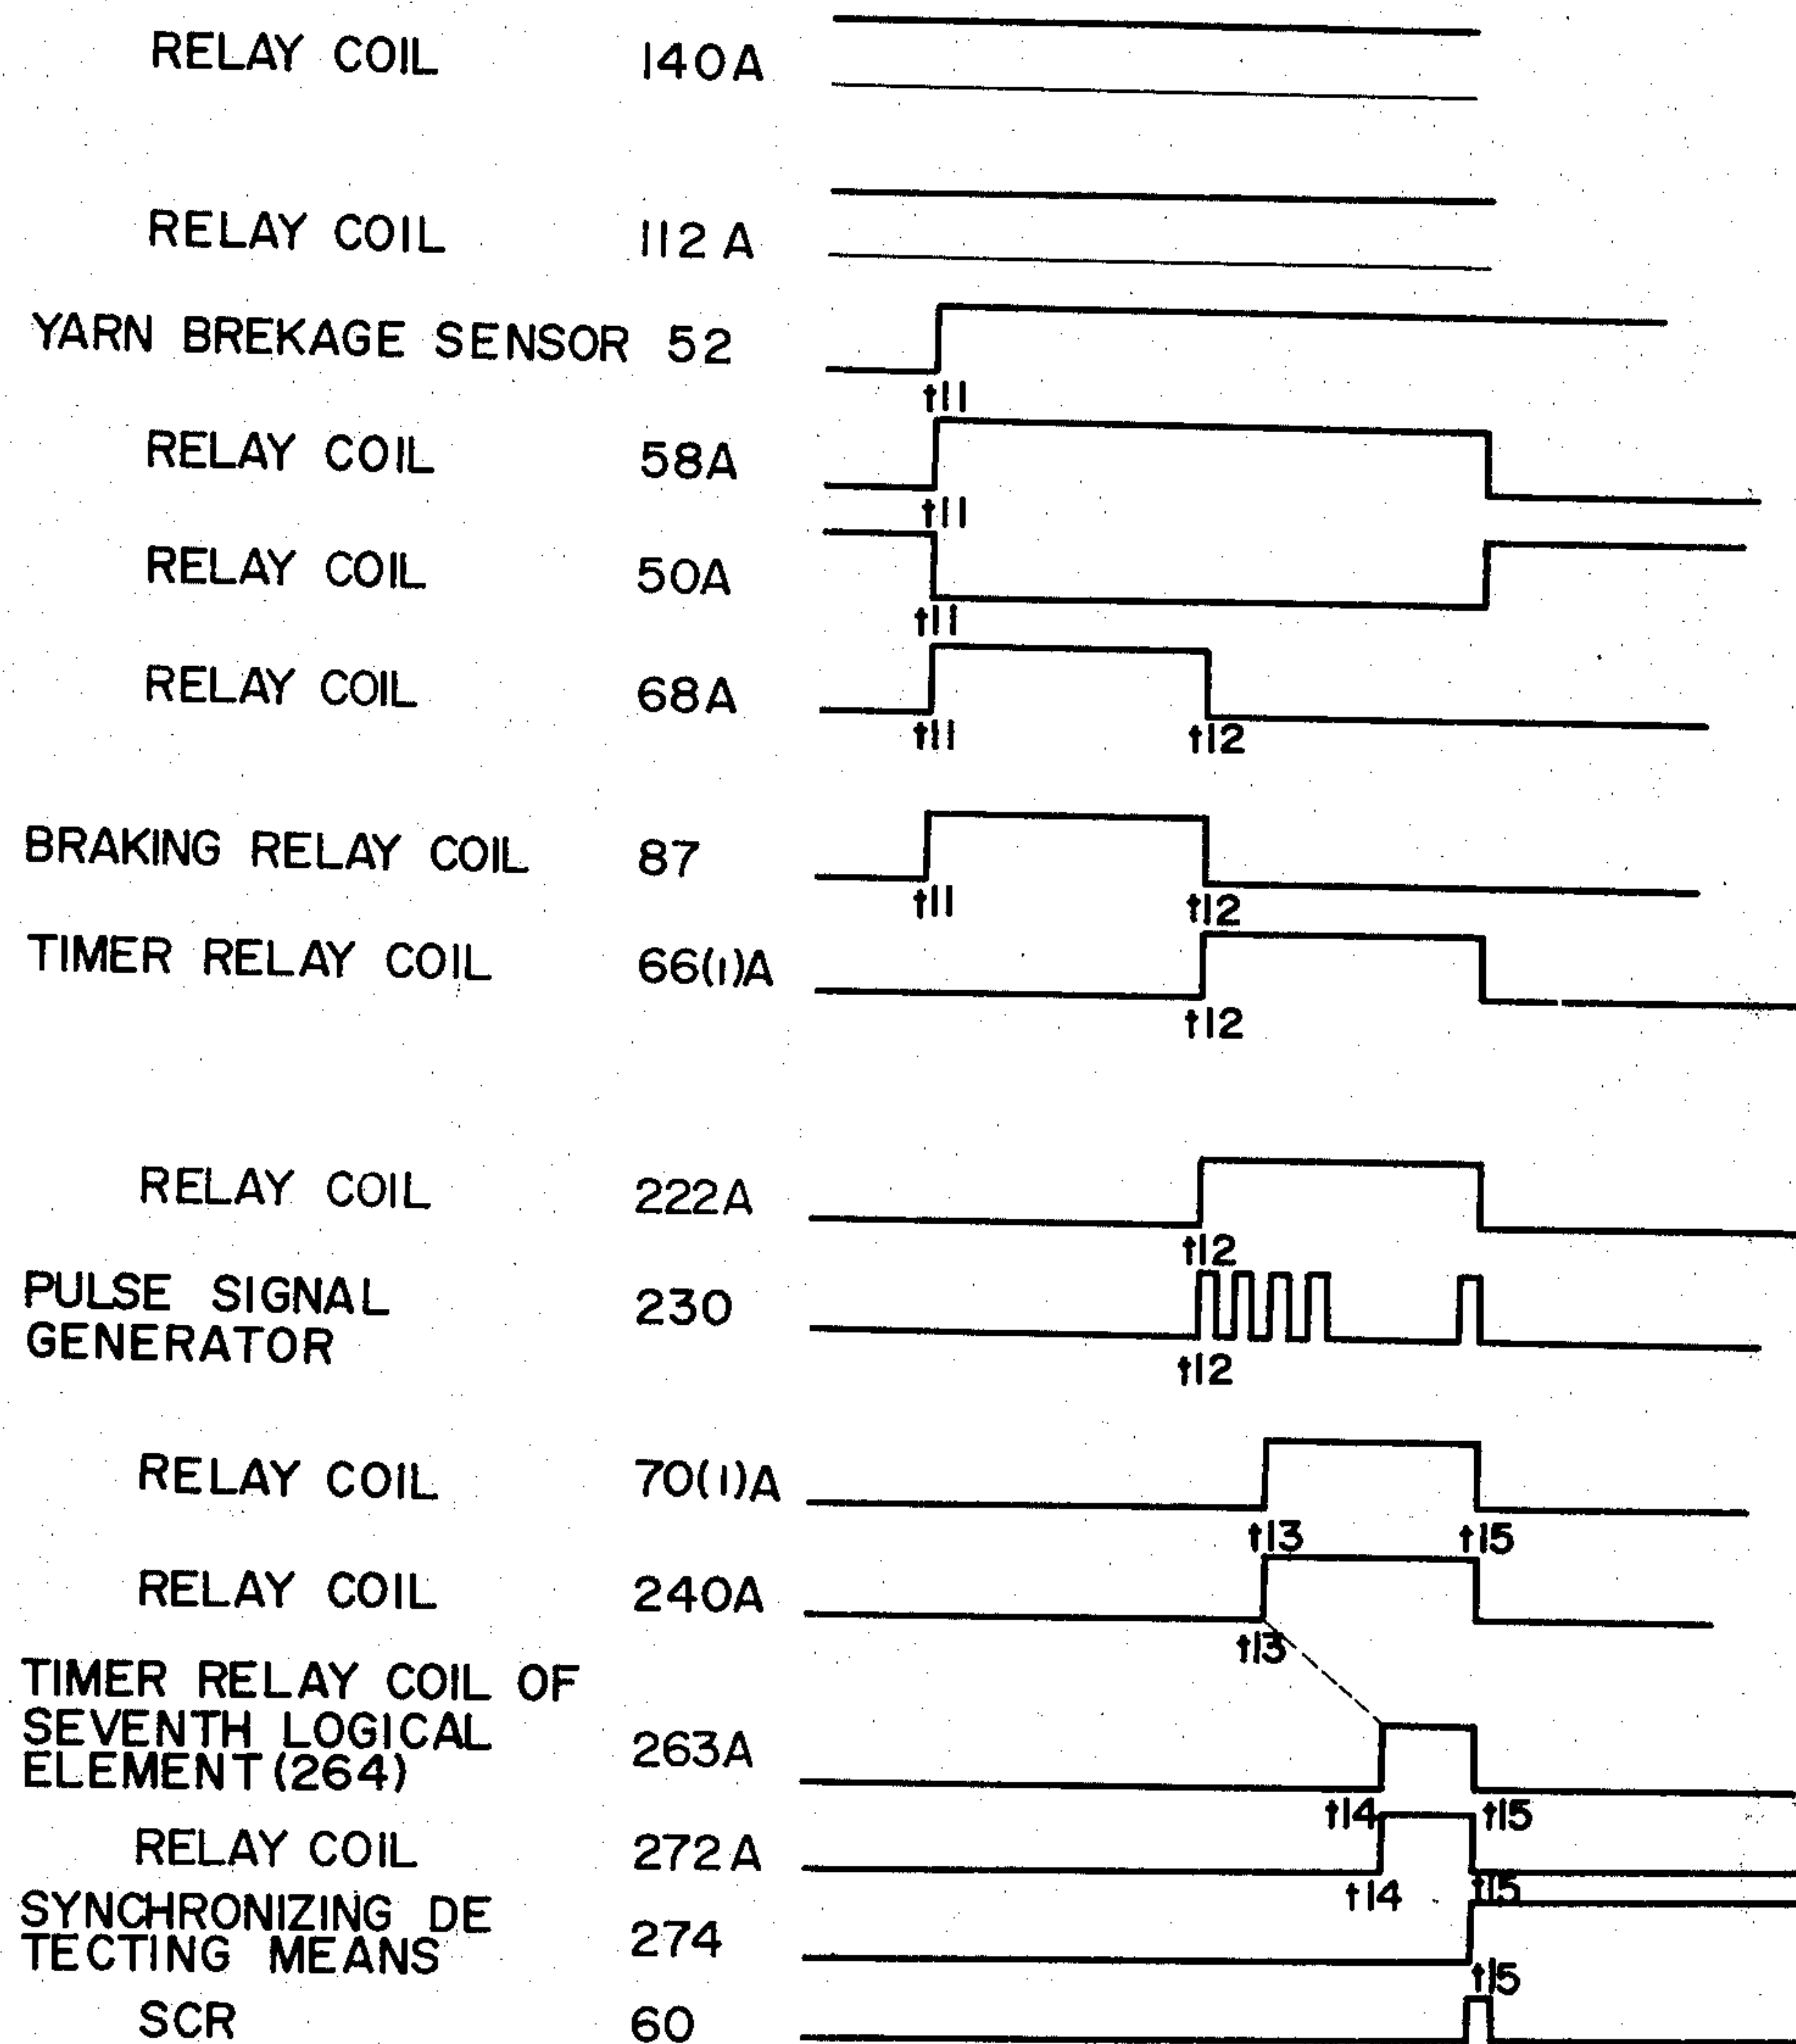 RELAY COIL 140A
RELAY COIL 112A
YARN BREKAGE SENSOR 52
t11
RELAY COIL 58A
t11
RELAY COIL 50A
t11
RELAY COIL 68A
t11 t12
BRAKING RELAY COIL 87
t11 t12
TIMER RELAY COIL 66(1)A
t12
RELAY COIL 222A
t12
PULSE SIGNAL
GENERATOR 230
t12
RELAY COIL 70(1)A
t13 t15
RELAY COIL 240A
t13
TIMER RELAY COIL OF
SEVENTH LOGICAL
ELEMENT (264) 263A
t14 t15
RELAY COIL 272A
t14 t15
SYNCHRONIZING DE
TECTING MEANS 274
t15
SCR 60